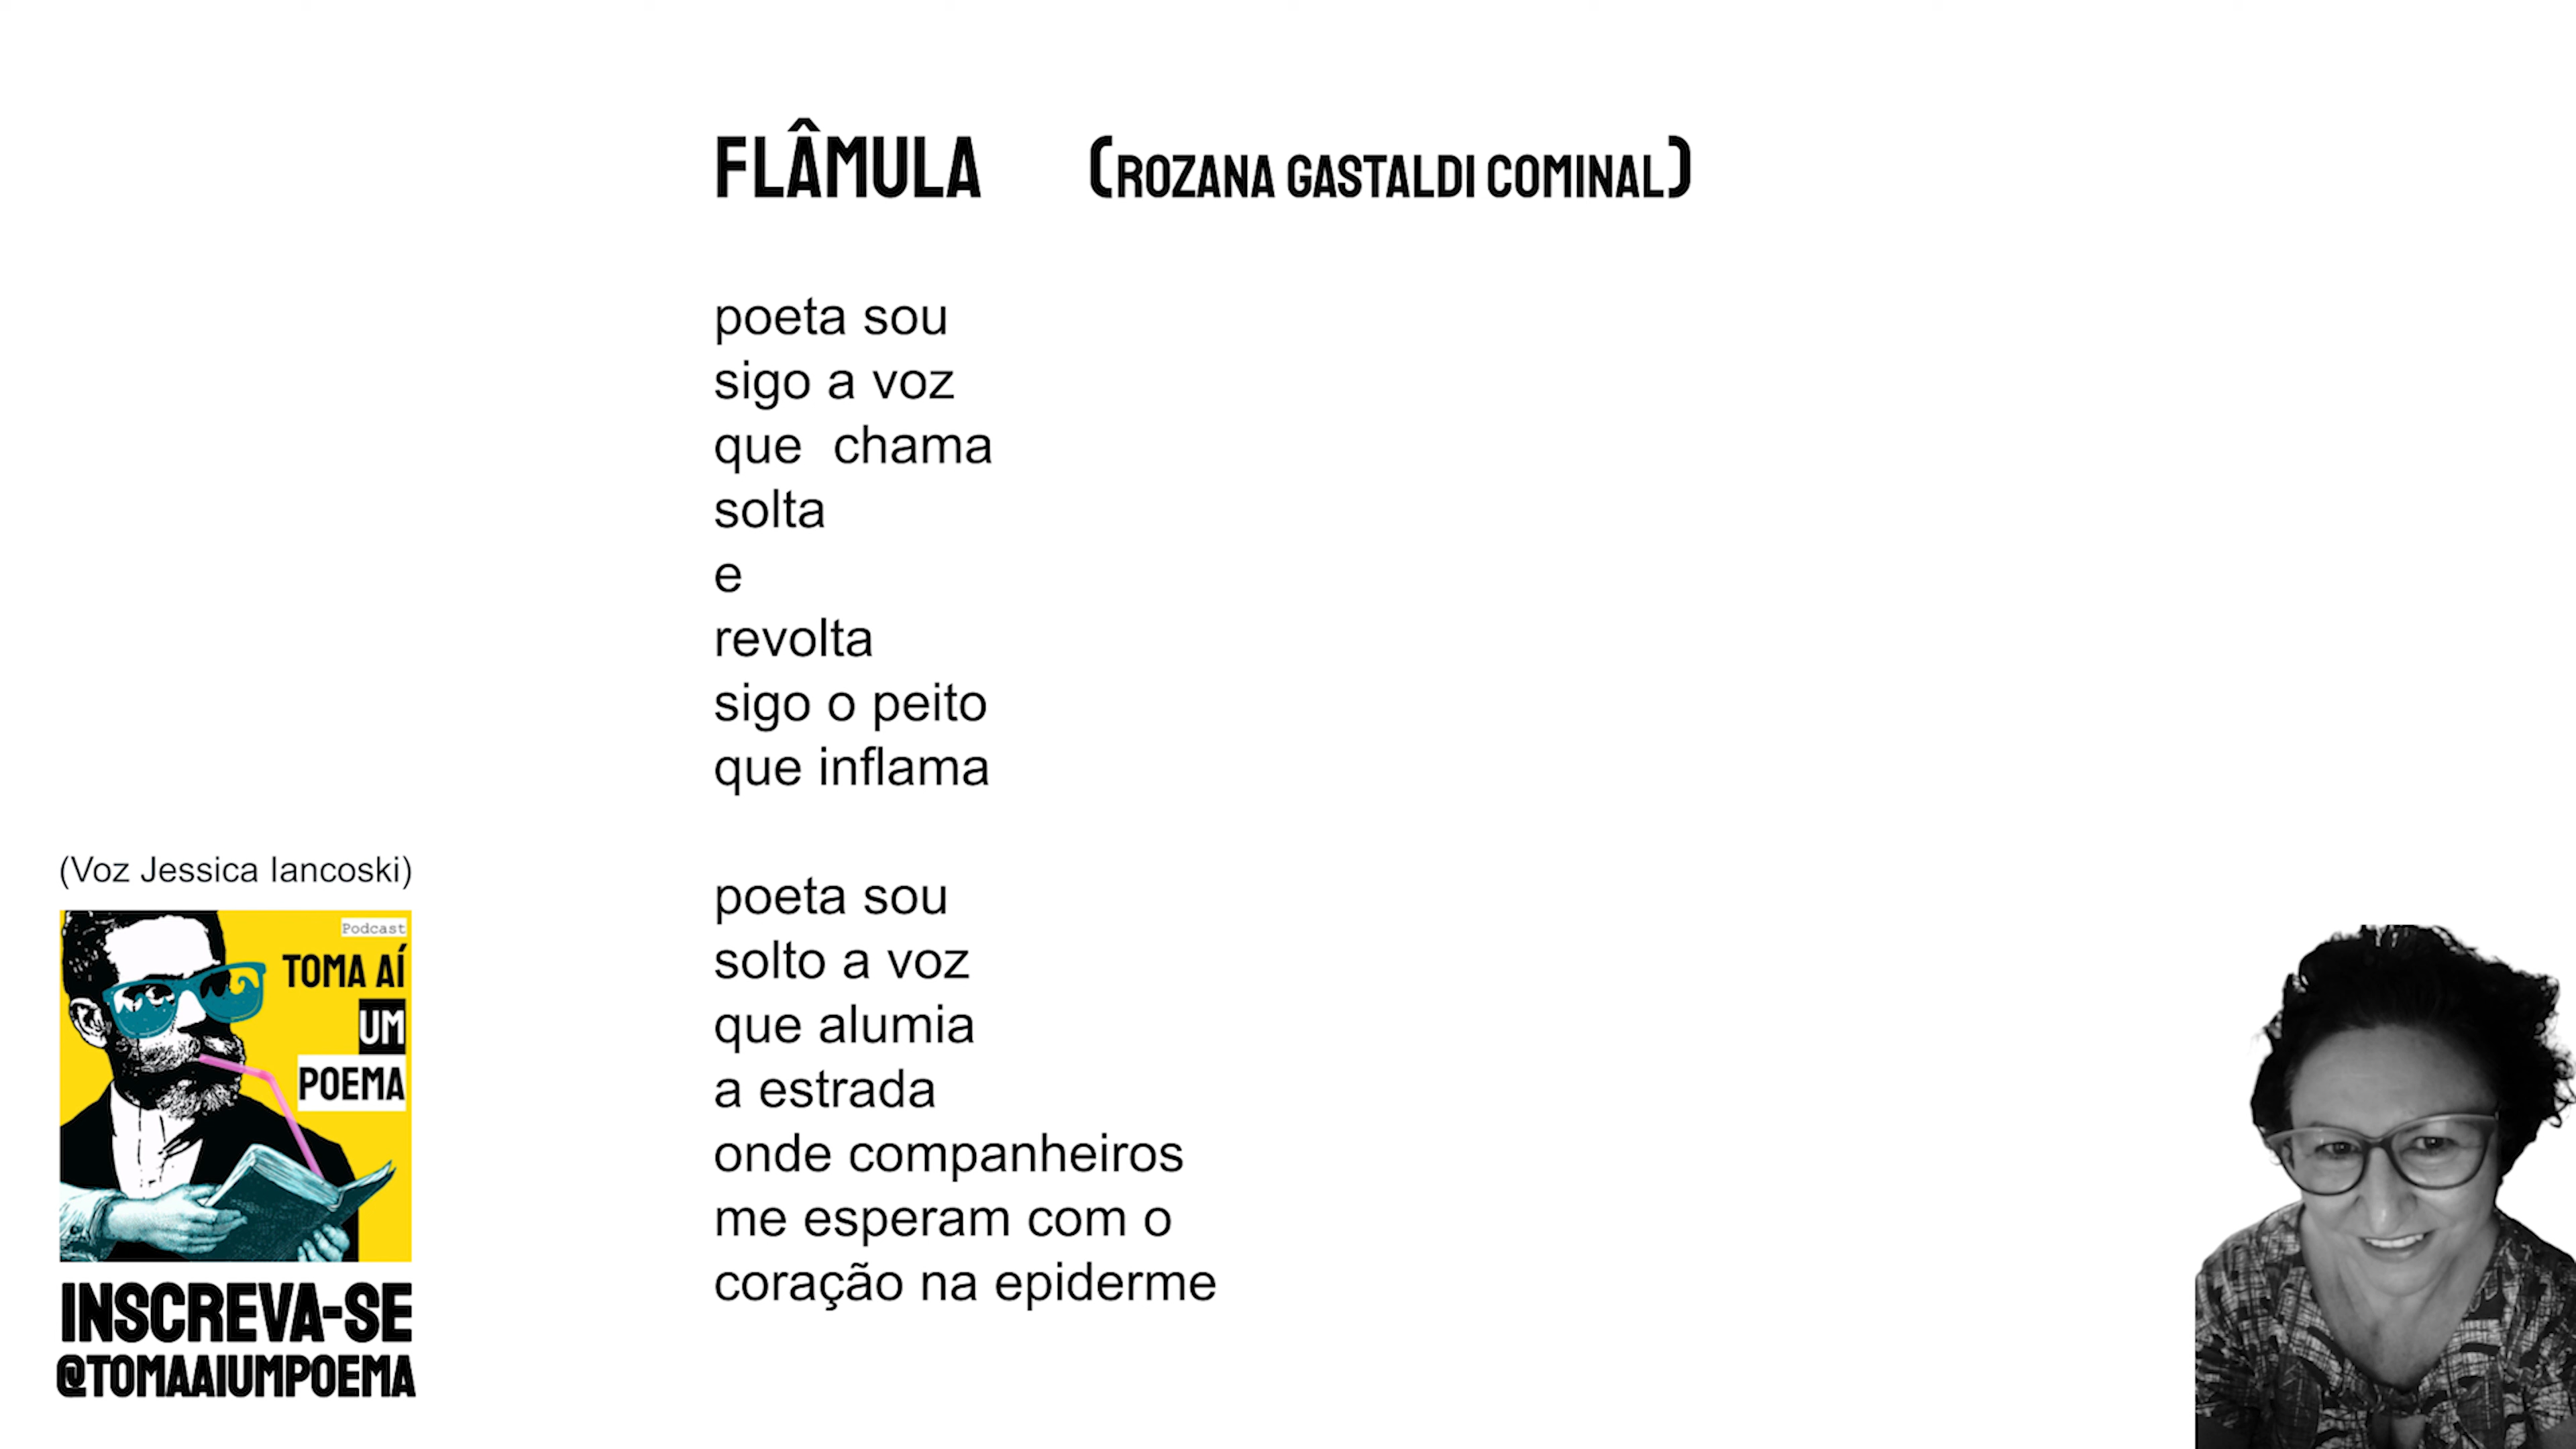 FLÂMULA (ROZANA GASTALDI COMINAL)
poeta sou
sigo a voz
que  chama
solta
e
revolta
sigo o peito
que inflama
poeta sou
solto a voz
que alumia
a estrada
onde companheiros
me esperam com o
coração na epiderme
(Voz Jessica Iancoski)
Podcast
TOMA AÍ
UM
POEMA
INSCREVA-SE
@TOMAAIUMPOEMA